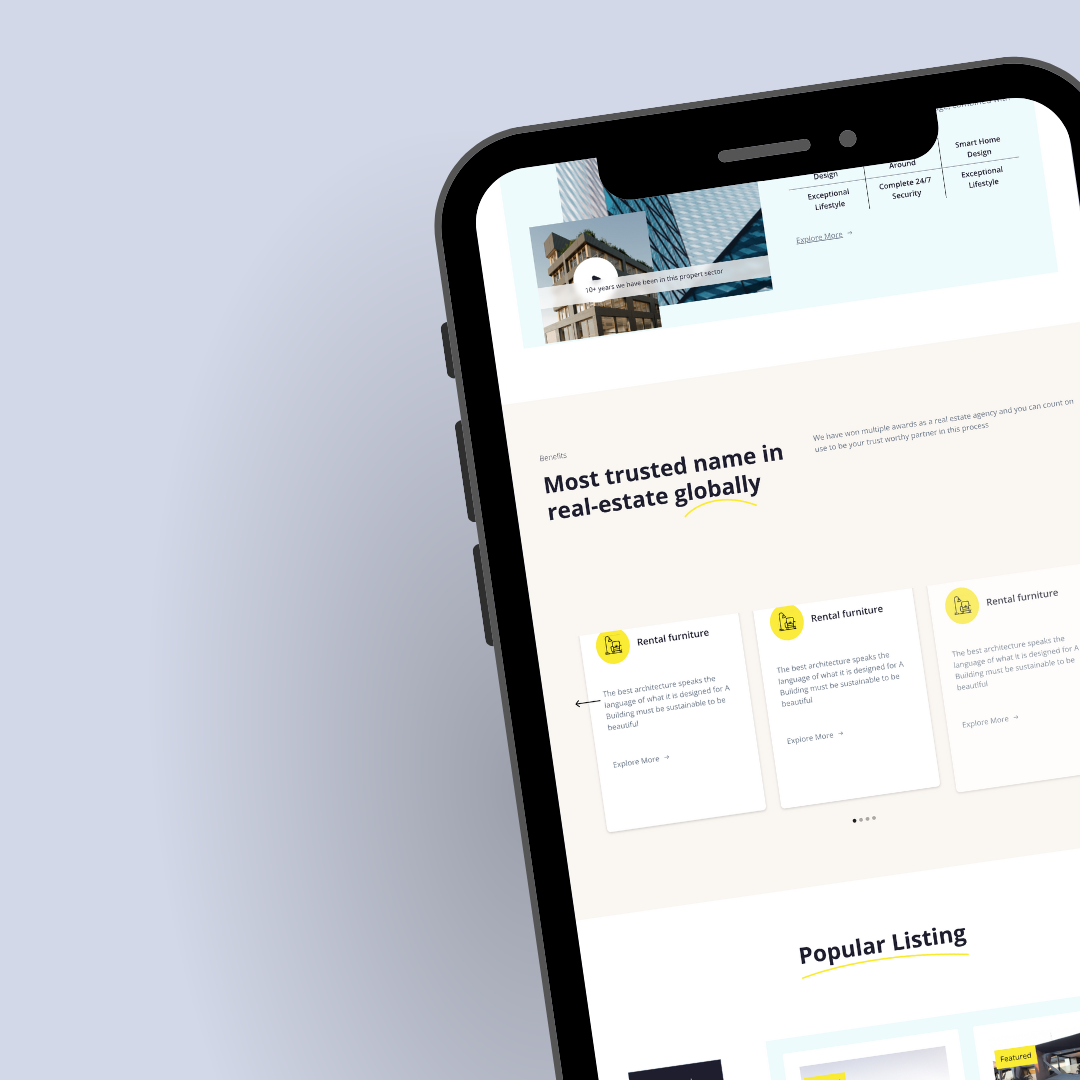 Smart Home
Design
Around
Design
Exceptional
Lifestyle
Complete 24/7
Security
Exceptional
Lifestyle
Explore More →
10+ years we have been in this propert sector
Benefits
Most trusted name in
real-estate globally
We have won multiple awards as a real estate agency and you can count on
use to be your trust worthy partner in this process
Rental furniture
The best architecture speaks the
language of what it is designed for A
Building must be sustainable to be
beautiful
Explore More →
Rental furniture
The best architecture speaks the
language of what it is designed for A
Building must be sustainable to be
beautiful
Explore More →
Rental furniture
The best architecture speaks the
language of what it is designed for A
Building must be sustainable to be
beautiful
Explore More →
Popular Listing
Featured